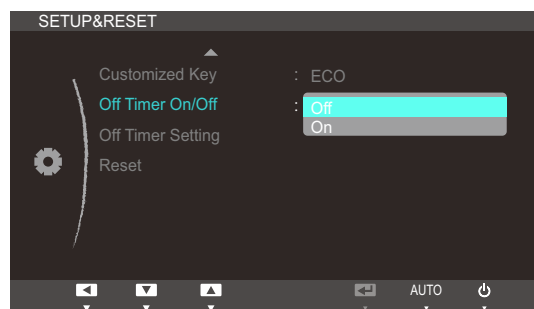 SETUP&RESET
Customized Key : ECO
Off Timer On/Off : Off
On
Off Timer Setting
Reset
AUTO